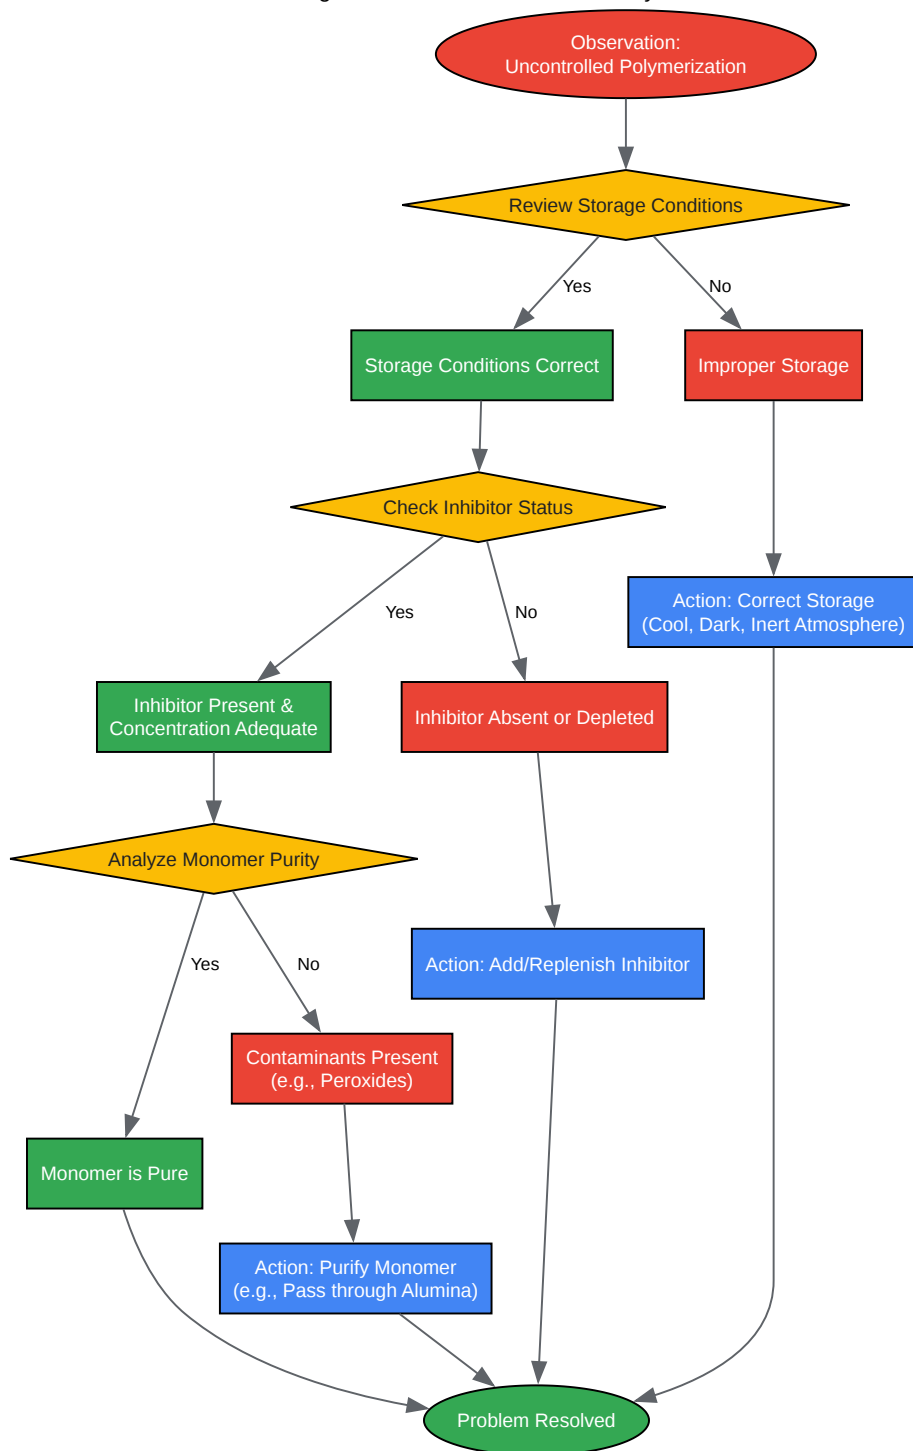 Observation:
Uncontrolled Polymerization
Review Storage Conditions
Yes
No
Storage Conditions Correct
Improper Storage
Check Inhibitor Status
Action: Correct Storage
(Cool, Dark, Inert Atmosphere)
Yes
No
Inhibitor Present &
Concentration Adequate
Inhibitor Absent or Depleted
Analyze Monomer Purity
Action: Add/Replenish Inhibitor
Yes
No
Contaminants Present
(e.g., Peroxides)
Monomer is Pure
Action: Purify Monomer
(e.g., Pass through Alumina)
Problem Resolved